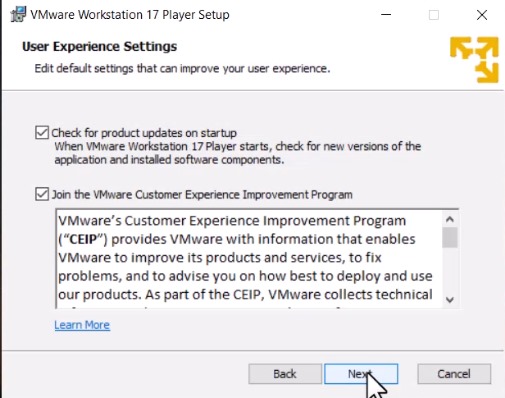 VMware Workstation 17 Player Setup
User Experience Settings
Edit default settings that can improve your user experience.
Check for product updates on startup
When VMware Workstation 17 Player starts, check for new versions of the
application and installed software components.
Join the VMware Customer Experience Improvement Program
VMware's Customer Experience Improvement Program
("CEIP") provides VMware with information that enables
VMware to improve its products and services, to fix
problems, and to advise you on how best to deploy and use
our products. As part of the CEIP, VMware collects technical
Learn More
Back
Next
Cancel